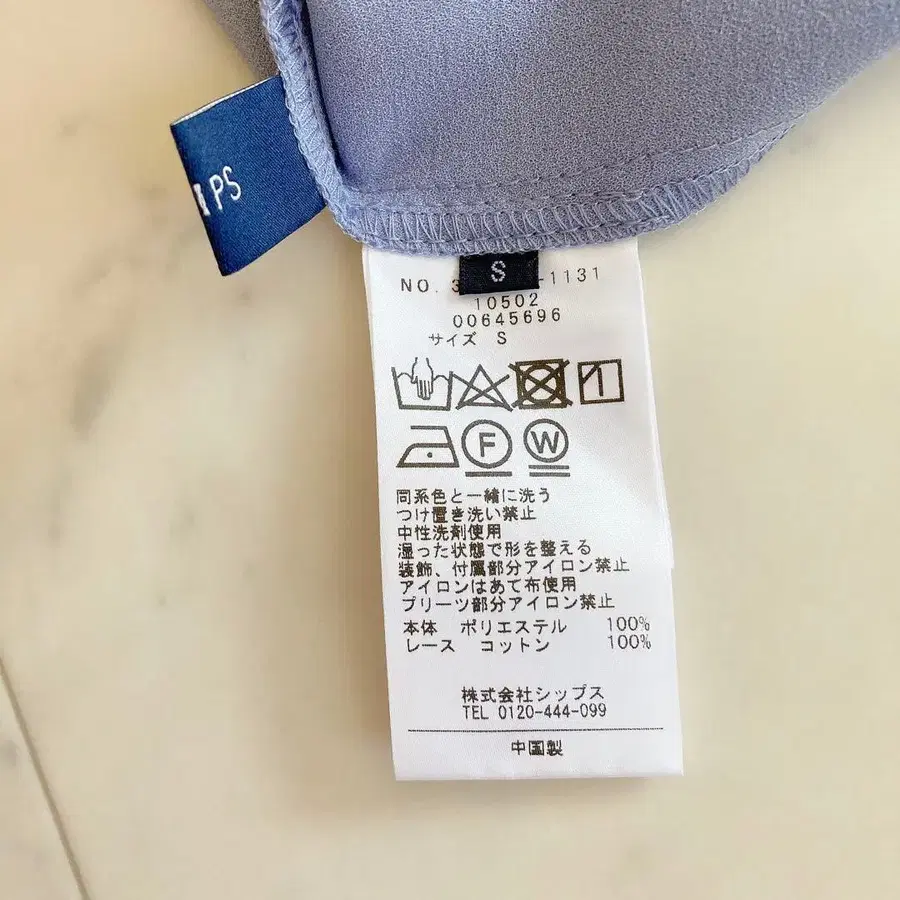 PS
S
NO. 3 -1131
10502
00645696
サイズ S
F W
同系色と一緒に洗う
つけ置き洗い禁止
中性洗剤使用
湿った状態で形を整える
装飾、付属部分アイロン禁止
アイロンはあて布使用
プリーツ部分アイロン禁止
本体 ポリエステル 100%
レース コットン 100%
株式会社シップス
TEL 0120-444-099
中国製